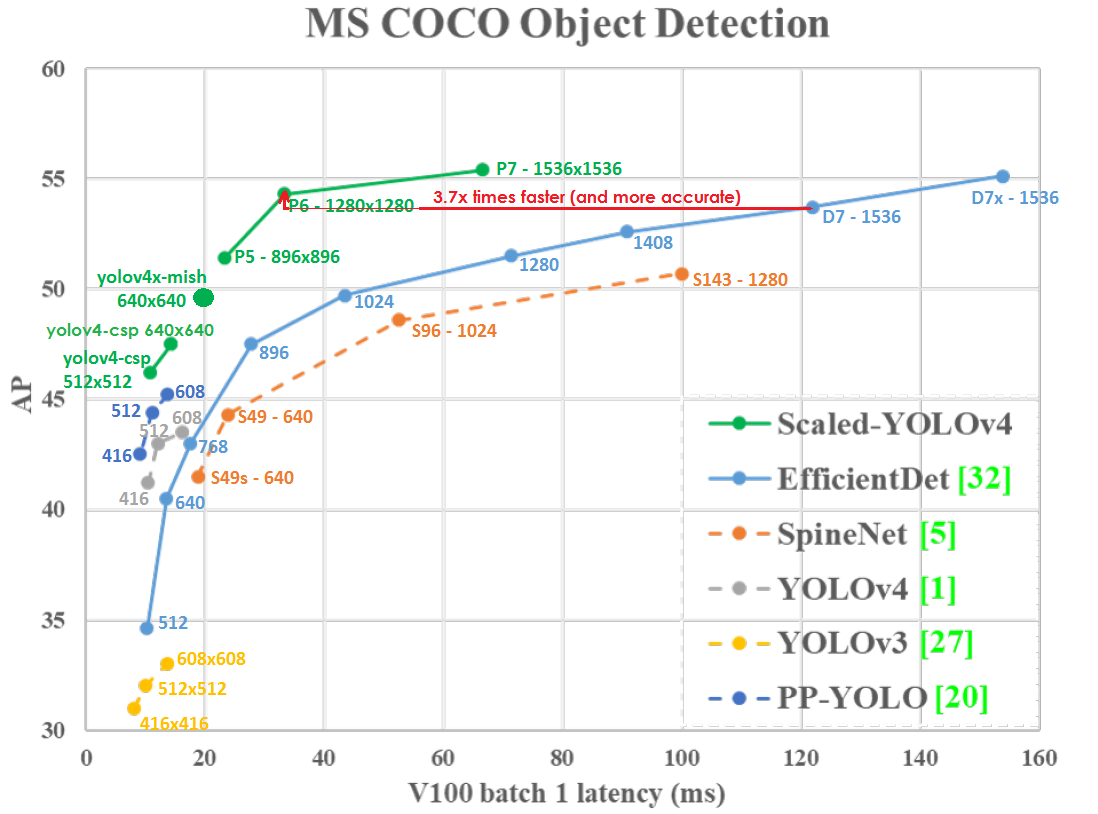 MS COCO Object Detection
60
55
50
45
40
35
30
AP
P7 - 1536x1536
3.7x times faster (and more accurate)
P6 - 1280x1280
D7x - 1536
D7 - 1536
1408
P5 - 896x896
1280
yolov4x-mish
640x640
S143 - 1280
1024
yolov4-csp 640x640
S96 - 1024
yolov4-csp
512x512
896
608
512
608
S49 - 640
512
768
416
S49s - 640
416
640
512
608x608
512x512
416x416
Scaled-YOLOv4
EfficientDet [32]
SpineNet [5]
YOLOv4 [1]
YOLOv3 [27]
PP-YOLO [20]
0 20 40 60 80 100 120 140 160
V100 batch 1 latency (ms)